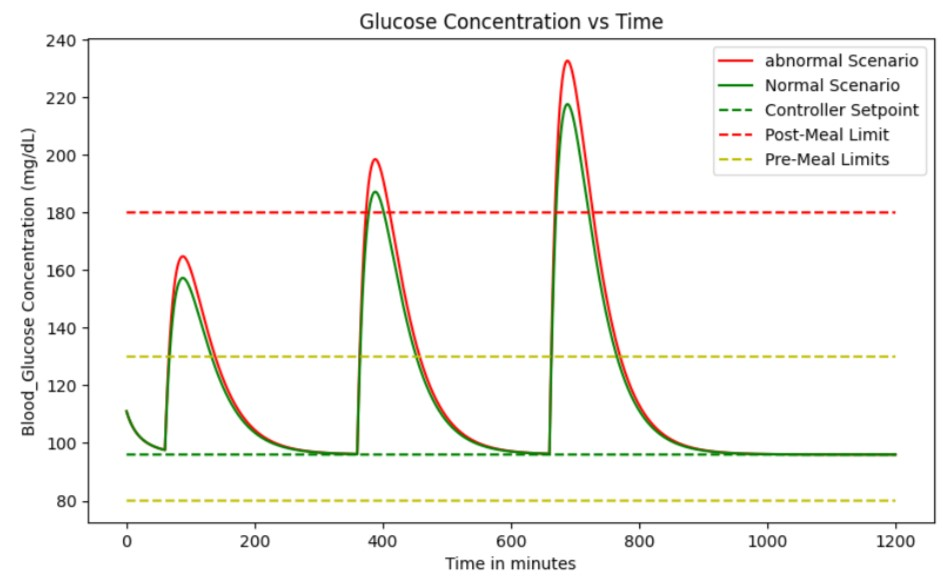 Glucose Concentration vs Time
abnormal Scenario
Normal Scenario
Controller Setpoint
Post-Meal Limit
Pre-Meal Limits
Blood_Glucose Concentration (mg/dL)
240
220
200
180
160
140
120
100
80
0
200
400
600
800
1000
1200
Time in minutes